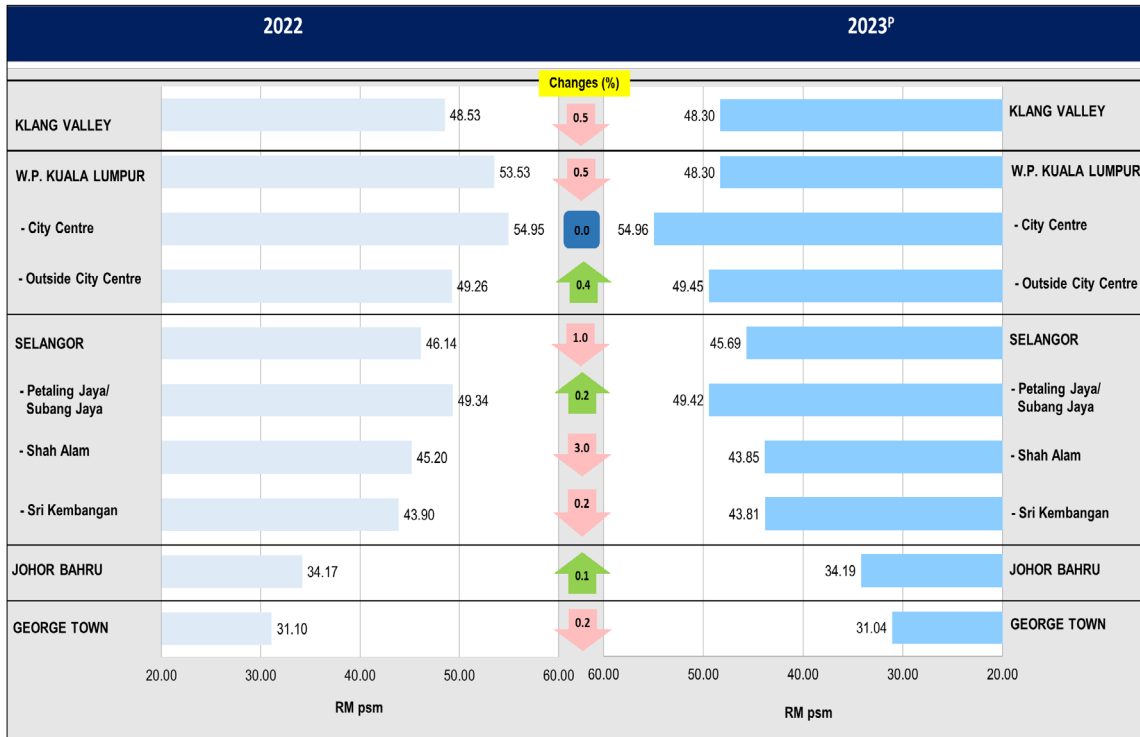 2022 2023ᴾ
Changes (%)
KLANG VALLEY 48.53 0.5 48.30 KLANG VALLEY
W.P. KUALA LUMPUR 53.53 0.5 48.30 W.P. KUALA LUMPUR
- City Centre 54.95 0.0 54.96 - City Centre
- Outside City Centre 49.26 0.4 49.45 - Outside City Centre
SELANGOR 46.14 1.0 45.69 SELANGOR
- Petaling Jaya/ 49.34 0.2 49.42 - Petaling Jaya/
Subang Jaya Subang Jaya
- Shah Alam 45.20 3.0 43.85 - Shah Alam
- Sri Kembangan 43.90 0.2 43.81 - Sri Kembangan
JOHOR BAHRU 34.17 0.1 34.19 JOHOR BAHRU
GEORGE TOWN 31.10 0.2 31.04 GEORGE TOWN
20.00 30.00 40.00 50.00 60.00 60.00 50.00 40.00 30.00 20.00
RM psm RM psm